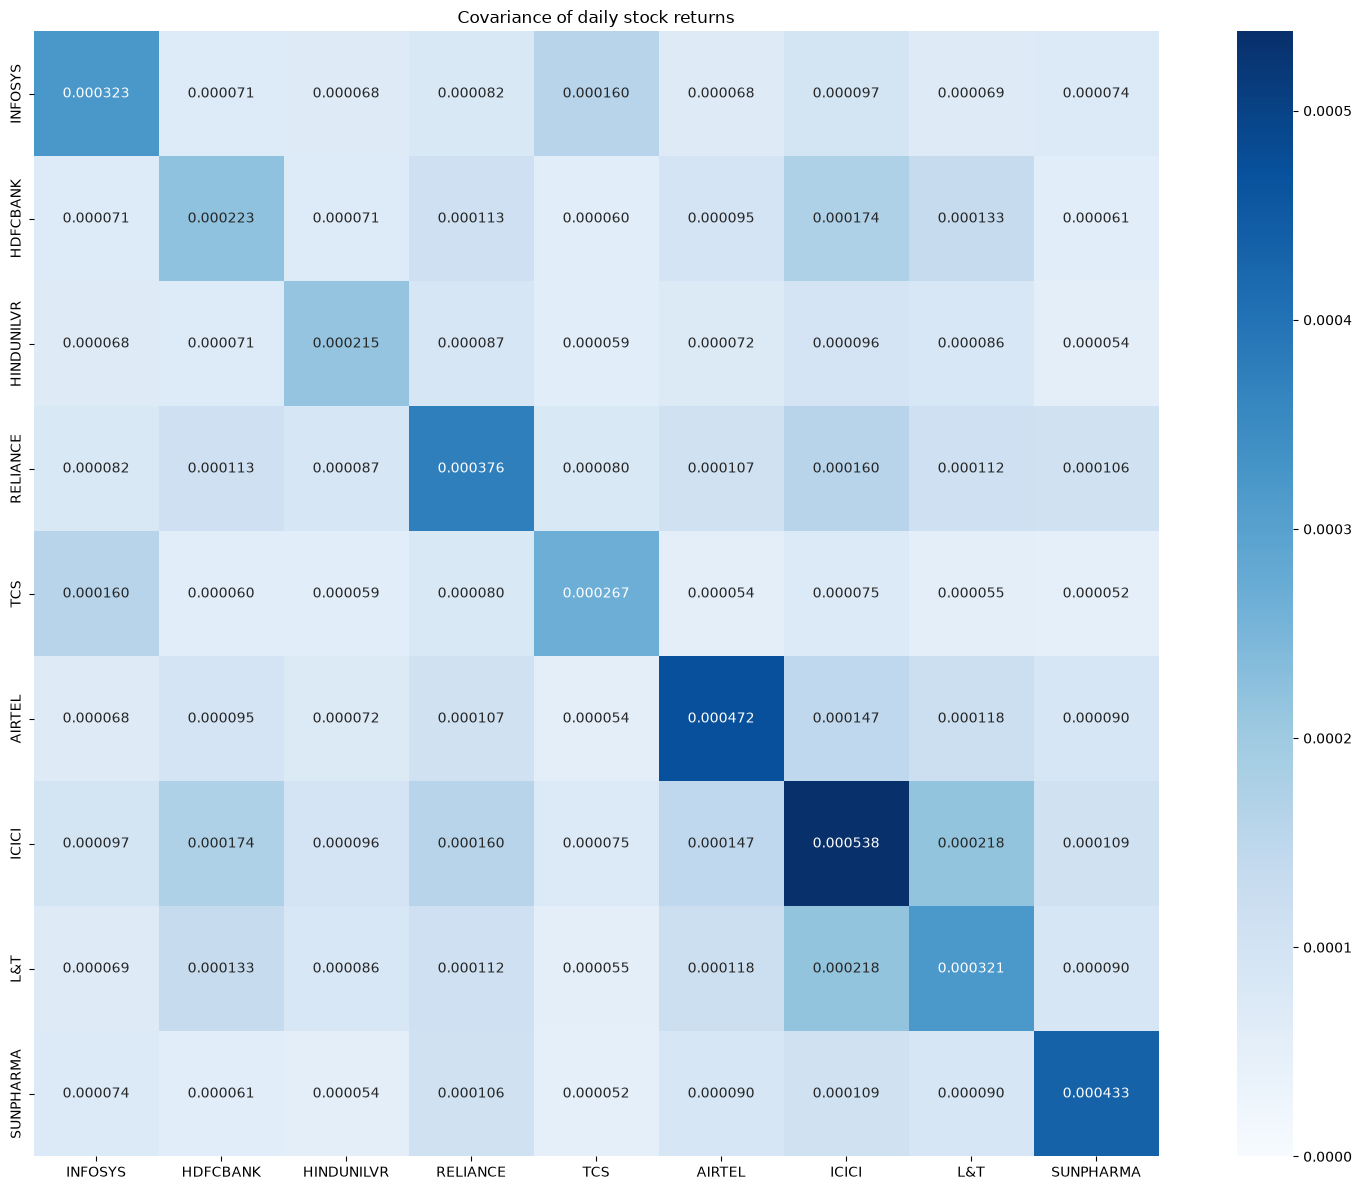 Covariance of daily stock returns
INFOSYS 0.000323 0.000071 0.000068 0.000082 0.000160 0.000068 0.000097 0.000069 0.000074
HDFCBANK 0.000071 0.000223 0.000071 0.000113 0.000060 0.000095 0.000174 0.000133 0.000061
HINDUNILVR 0.000068 0.000071 0.000215 0.000087 0.000059 0.000072 0.000096 0.000086 0.000054
RELIANCE 0.000082 0.000113 0.000087 0.000376 0.000080 0.000107 0.000160 0.000112 0.000106
TCS 0.000160 0.000060 0.000059 0.000080 0.000267 0.000054 0.000075 0.000055 0.000052
AIRTEL 0.000068 0.000095 0.000072 0.000107 0.000054 0.000472 0.000147 0.000118 0.000090
ICICI 0.000097 0.000174 0.000096 0.000160 0.000075 0.000147 0.000538 0.000218 0.000109
L&T 0.000069 0.000133 0.000086 0.000112 0.000055 0.000118 0.000218 0.000321 0.000090
SUNPHARMA 0.000074 0.000061 0.000054 0.000106 0.000052 0.000090 0.000109 0.000090 0.000433
INFOSYS HDFCBANK HINDUNILVR RELIANCE TCS AIRTEL ICICI L&T SUNPHARMA
0.0005
0.0004
0.0003
0.0002
0.0001
0.0000